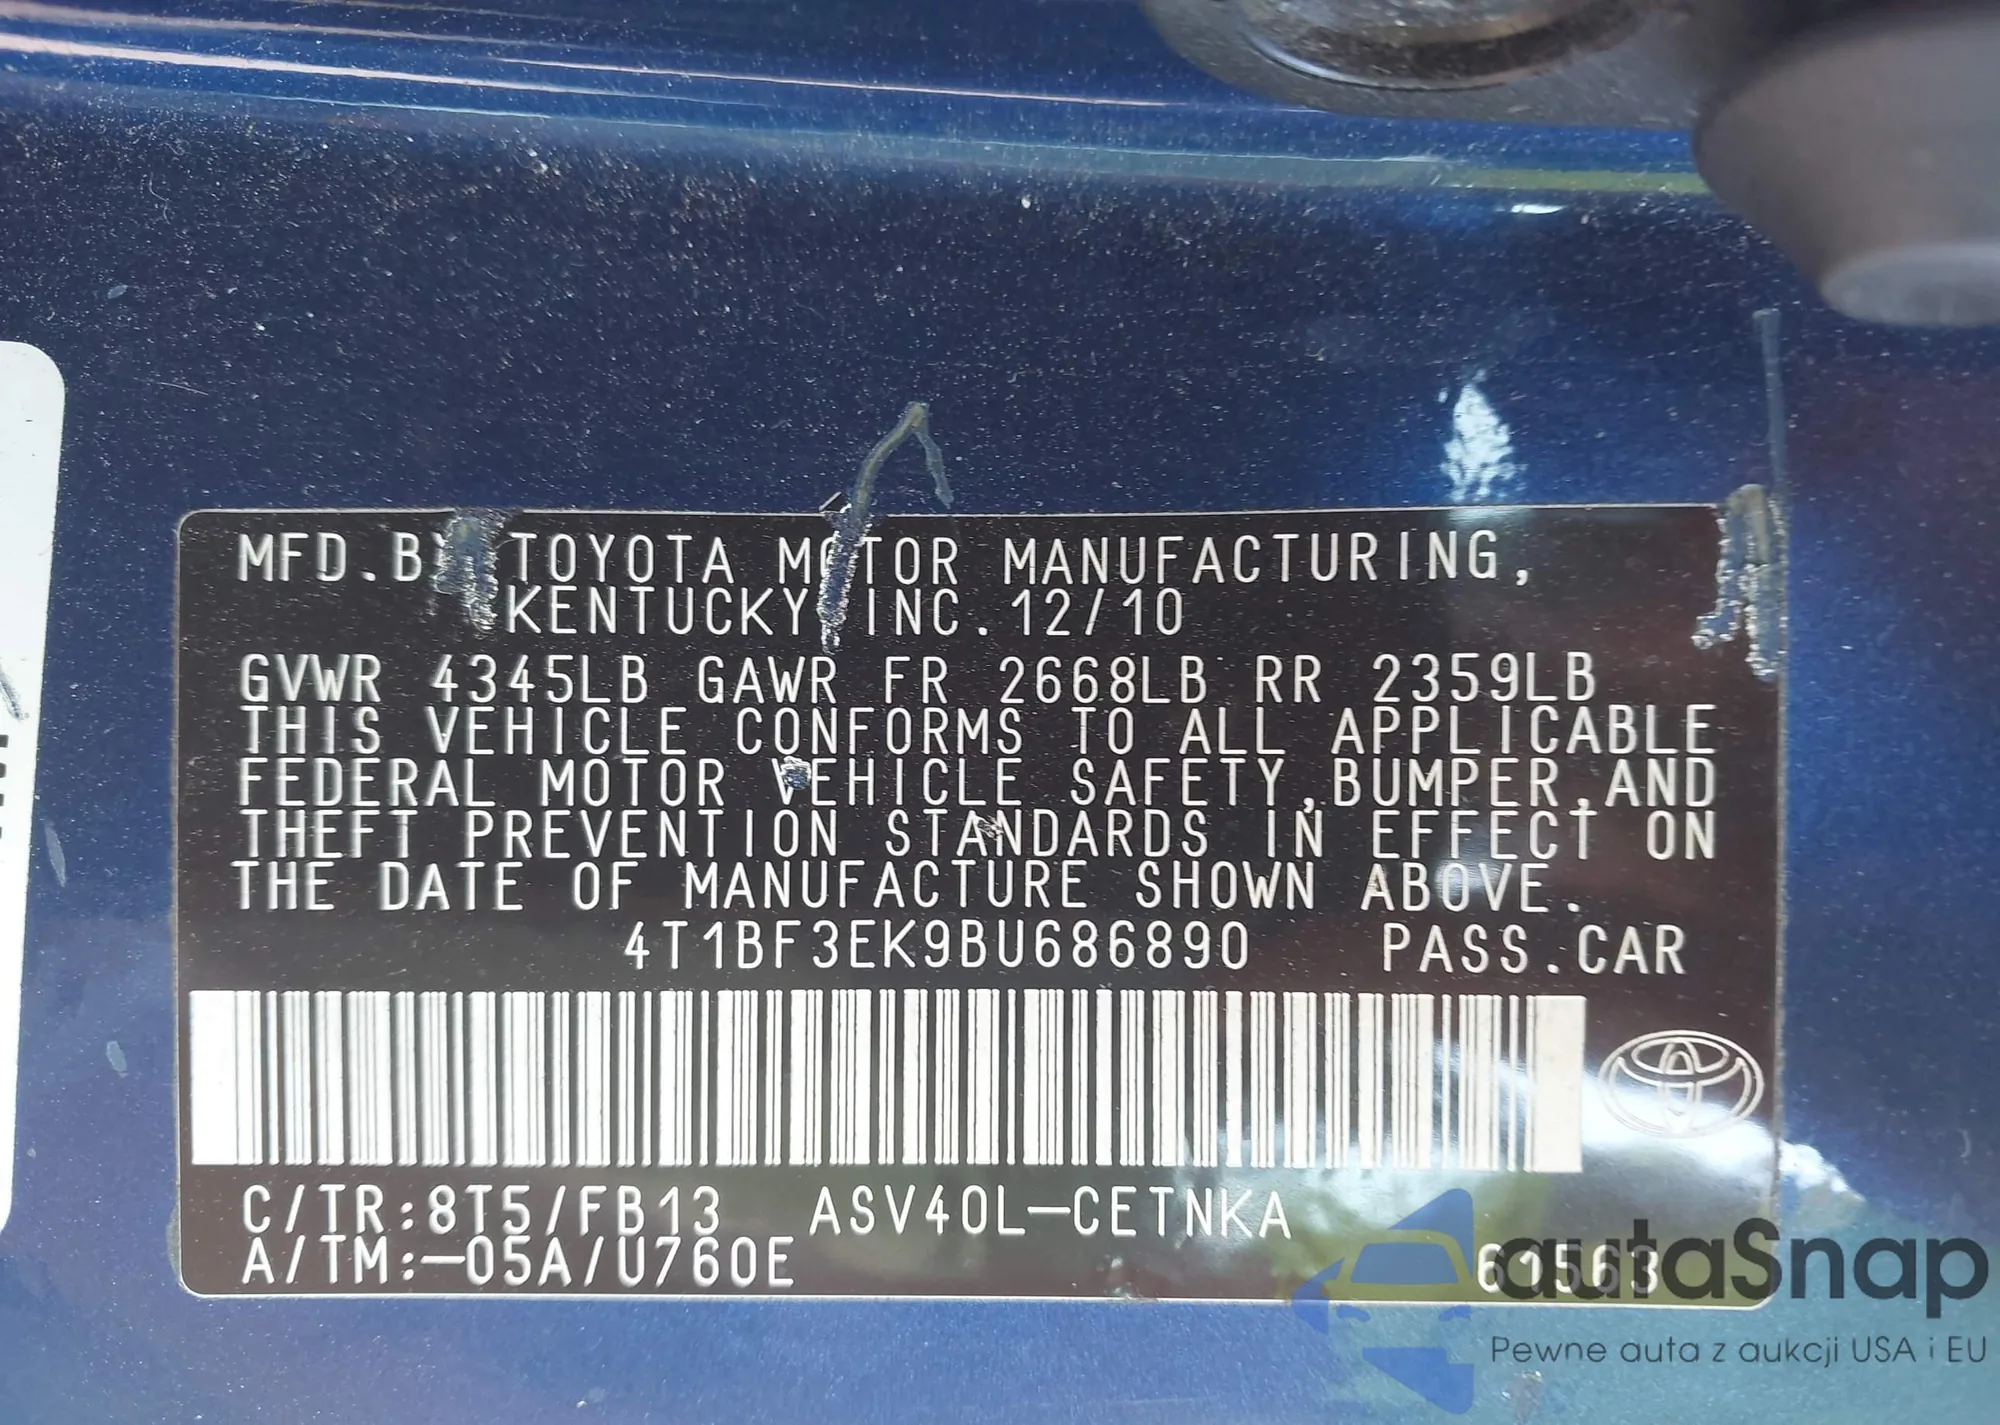 MFD.BY TOYOTA MOTOR MANUFACTURING,
KENTUCKY, INC. 12/10
GVWR 4345LB GAWR FR 2668LB RR 2359LB
THIS VEHICLE CONFORMS TO ALL APPLICABLE
FEDERAL MOTOR VEHICLE SAFETY,BUMPER,AND
THEFT PREVENTION STANDARDS IN EFFECT ON
THE DATE OF MANUFACTURE SHOWN ABOVE.
4T1BF3EK9BU686890 PASS.CAR
C/TR:8T5/FB13 ASV40L-CETNKA
A/TM:-05A/U760E 61563
autaSnap
Pewne auta z aukcji USA i EU